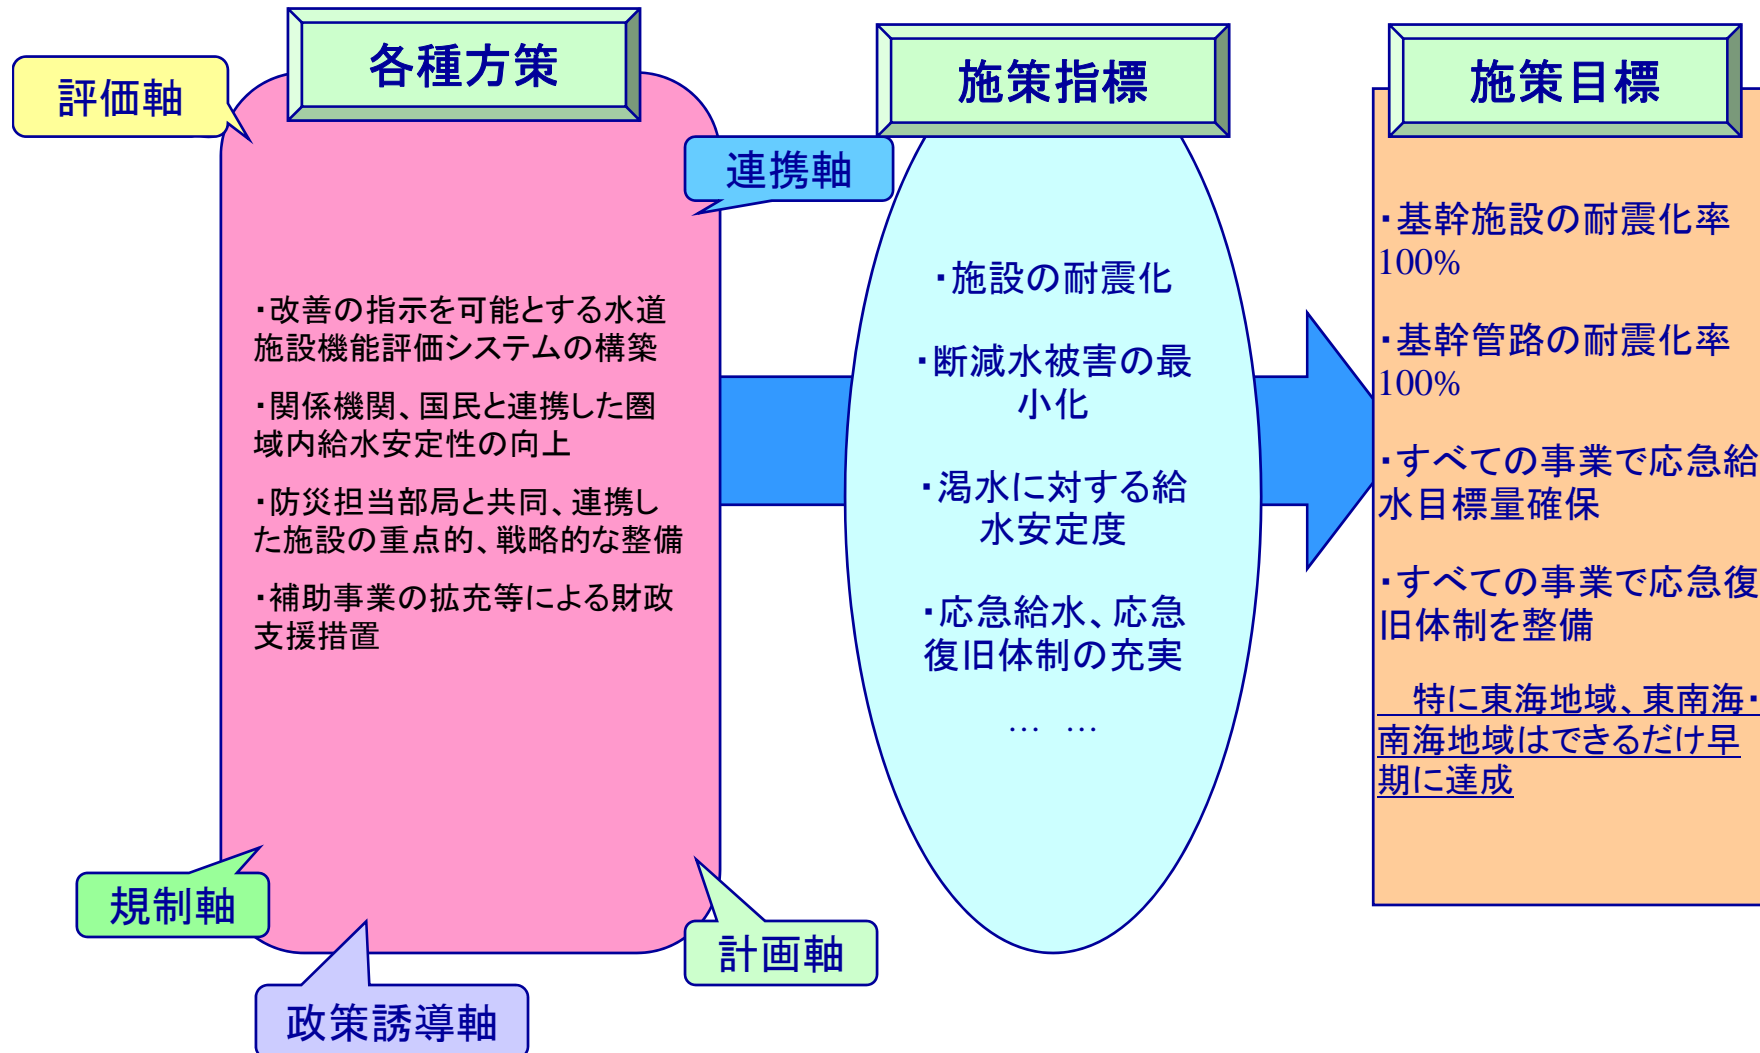 各種方策
評価軸
連携軸
・改善の指示を可能とする水道
施設機能評価システムの構築
・関係機関、国民と連携した圏
域内給水安定性の向上
・防災担当部局と共同、連携し
た施設の重点的、戦略的な整備
・補助事業の拡充等による財政
支援措置
規制軸
計画軸
政策誘導軸
施策指標
・施設の耐震化
・断減水被害の最
小化
・渇水に対する給
水安定度
・応急給水、応急
復旧体制の充実
… …
施策目標
・基幹施設の耐震化率
100%
・基幹管路の耐震化率
100%
・すべての事業で応急給
水目標量確保
・すべての事業で応急復
旧体制を整備
特に東海地域、東南海・
南海地域はできるだけ早
期に達成